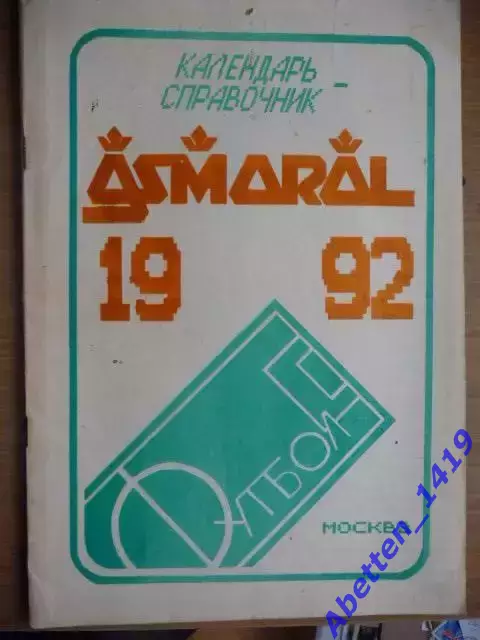 КАЛЕНДАРЬ -
СПРАВОЧНИК
ASMARAL
19 92
ФУТБОЛ
МОСКВА
Abetten_1419